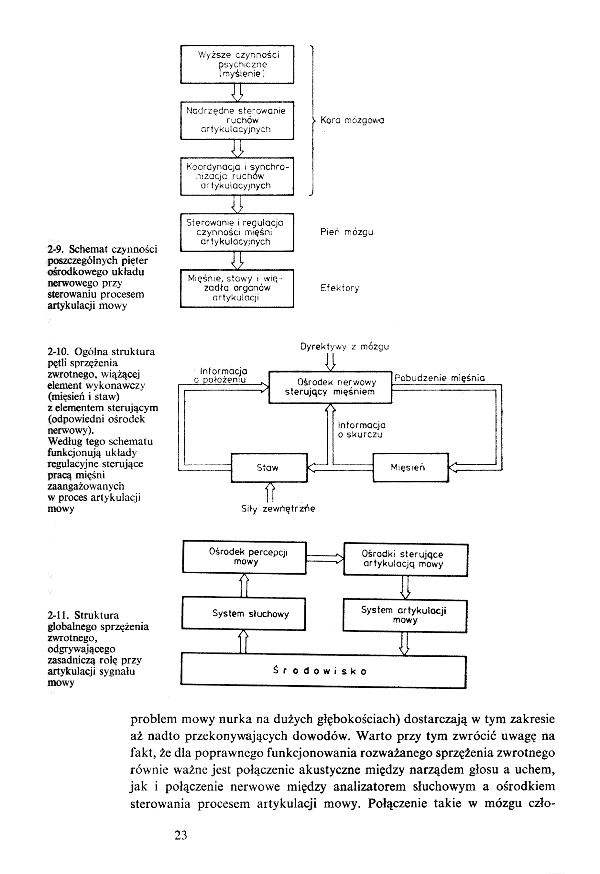 Wyższe czynności
psychiczne
(myślenie)
Nadrzędne sterowanie
ruchów
artykulacyjnych
Kora mózgowa
Koordynacja i synchro-
nizacja ruchów
artykulacyjnych
Sterowanie i regulacja
czynności mięśni
artykulacyjnych
Pień mózgu
Mięśnie, stawy i wię-
zadła organów
artykulacji
Efektory
2-9. Schemat czynności
poszczególnych pięter
ośrodkowego układu
nerwowego przy
sterowaniu procesem
artykulacji mowy
2-10. Ogólna struktura
pętli sprzężenia
zwrotnego, wiążącej
element wykonawczy
(mięsień i staw)
z elementem sterującym
(odpowiedni ośrodek
nerwowy).
Według tego schematu
funkcjonują układy
regulacyjne sterujące
pracą mięśni
zaangażowanych
w proces artykulacji
mowy
Dyrektywy z mózgu
Informacja
o położeniu
Ośrodek nerwowy
sterujący mięśniem
Pobudzenie mięśnia
Informacja
o skurczu
Staw
Mięsień
Siły zewnętrzne
Ośrodek percepcji
mowy
Ośrodki sterujące
artykulacją mowy
System słuchowy
System artykulacji
mowy
Środowisko
2-11. Struktura
globalnego sprzężenia
zwrotnego,
odgrywającego
zasadniczą rolę przy
artykulacji sygnału
mowy
problem mowy nurka na dużych głębokościach) dostarczają w tym zakresie
aż nadto przekonywających dowodów. Warto przy tym zwrócić uwagę na
fakt, że dla poprawnego funkcjonowania rozważanego sprzężenia zwrotnego
równie ważne jest połączenie akustyczne między narządem głosu a uchem,
jak i połączenie nerwowe między analizatorem słuchowym a ośrodkiem
sterowania procesem artykulacji mowy. Połączenie takie w mózgu czło-
23